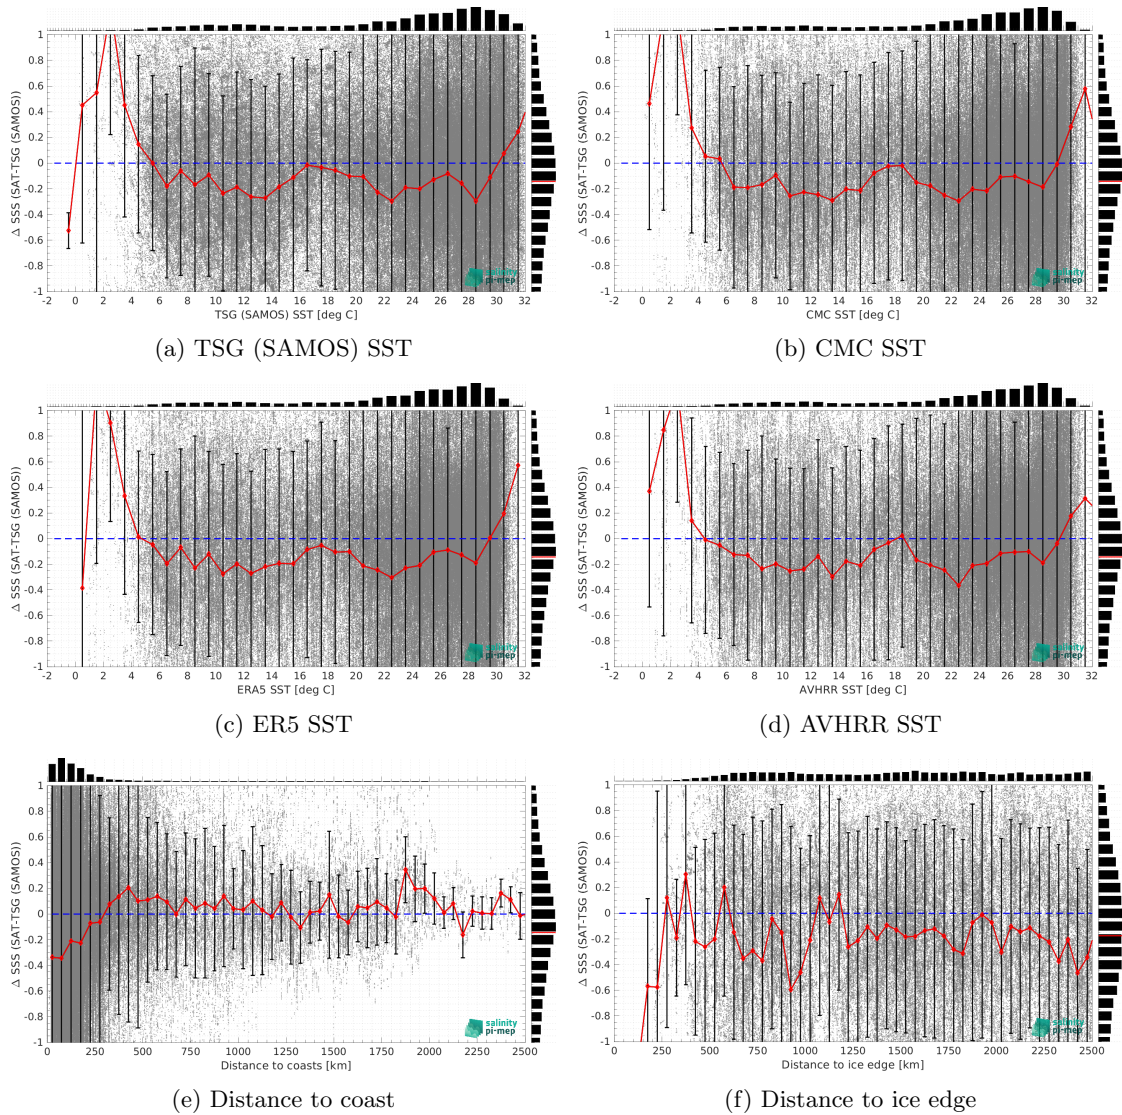 1
0.8
0.6
0.4
0.2
0
-0.2
-0.4
-0.6
-0.8
-1
Δ SSS (SAT-TSG (SAMOS))
-2 0 2 4 6 8 10 12 14 16 18 20 22 24 26 28 30 32
TSG (SAMOS) SST [deg C]
salinity
pi-mep
(a) TSG (SAMOS) SST
1
0.8
0.6
0.4
0.2
0
-0.2
-0.4
-0.6
-0.8
-1
Δ SSS (SAT-TSG (SAMOS))
-2 0 2 4 6 8 10 12 14 16 18 20 22 24 26 28 30 32
CMC SST [deg C]
salinity
pi-mep
(b) CMC SST
1
0.8
0.6
0.4
0.2
0
-0.2
-0.4
-0.6
-0.8
-1
Δ SSS (SAT-TSG (SAMOS))
-2 0 2 4 6 8 10 12 14 16 18 20 22 24 26 28 30 32
ERA5 SST [deg C]
salinity
pi-mep
(c) ER5 SST
1
0.8
0.6
0.4
0.2
0
-0.2
-0.4
-0.6
-0.8
-1
Δ SSS (SAT-TSG (SAMOS))
-2 0 2 4 6 8 10 12 14 16 18 20 22 24 26 28 30 32
AVHRR SST [deg C]
salinity
pi-mep
(d) AVHRR SST
1
0.8
0.6
0.4
0.2
0
-0.2
-0.4
-0.6
-0.8
-1
Δ SSS (SAT-TSG (SAMOS))
0 250 500 750 1000 1250 1500 1750 2000 2250 2500
Distance to coasts [km]
salinity
pi-mep
(e) Distance to coast
1
0.8
0.6
0.4
0.2
0
-0.2
-0.4
-0.6
-0.8
-1
Δ SSS (SAT-TSG (SAMOS))
0 250 500 750 1000 1250 1500 1750 2000 2250 2500
Distance to ice edge [km]
salinity
pi-mep
(f) Distance to ice edge